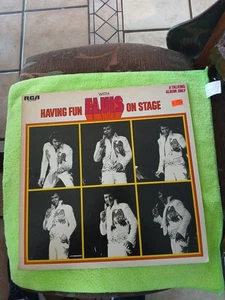 RCA
WITH
HAVING FUN ELVIS ON STAGE
A TALKING
ALBUM ONLY